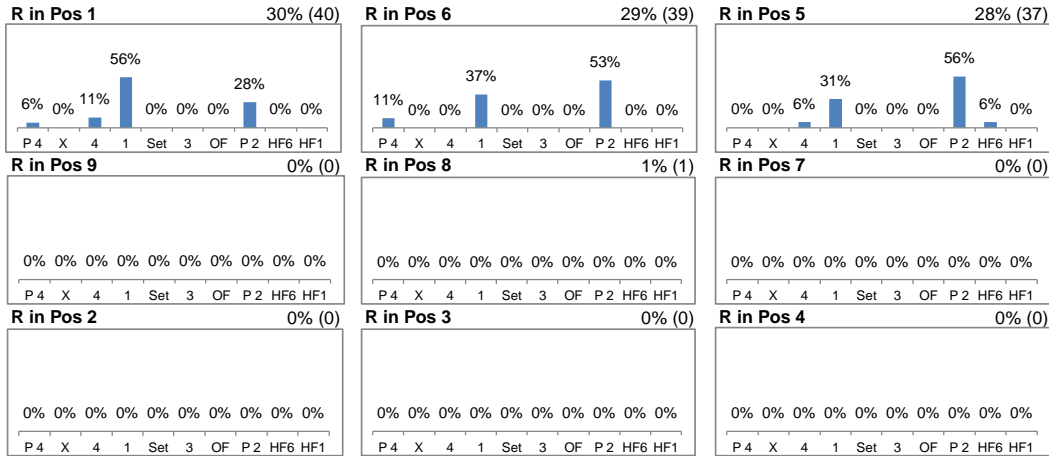 R in Pos 1 30% (40)
56%
28%
11%
6% 0% 0% 0% 0% 0% 0%
P 4 X 4 1 Set 3 OF P 2 HF6 HF1
R in Pos 6 29% (39)
53%
37%
11% 0% 0% 0% 0% 0% 0% 0%
P 4 X 4 1 Set 3 OF P 2 HF6 HF1
R in Pos 5 28% (37)
56%
31%
0% 0% 6% 0% 0% 0% 6% 0%
P 4 X 4 1 Set 3 OF P 2 HF6 HF1
R in Pos 9 0% (0)
0% 0% 0% 0% 0% 0% 0% 0% 0% 0%
P 4 X 4 1 Set 3 OF P 2 HF6 HF1
R in Pos 8 1% (1)
0% 0% 0% 0% 0% 0% 0% 0% 0% 0%
P 4 X 4 1 Set 3 OF P 2 HF6 HF1
R in Pos 7 0% (0)
0% 0% 0% 0% 0% 0% 0% 0% 0% 0%
P 4 X 4 1 Set 3 OF P 2 HF6 HF1
R in Pos 2 0% (0)
0% 0% 0% 0% 0% 0% 0% 0% 0% 0%
P 4 X 4 1 Set 3 OF P 2 HF6 HF1
R in Pos 3 0% (0)
0% 0% 0% 0% 0% 0% 0% 0% 0% 0%
P 4 X 4 1 Set 3 OF P 2 HF6 HF1
R in Pos 4 0% (0)
0% 0% 0% 0% 0% 0% 0% 0% 0% 0%
P 4 X 4 1 Set 3 OF P 2 HF6 HF1